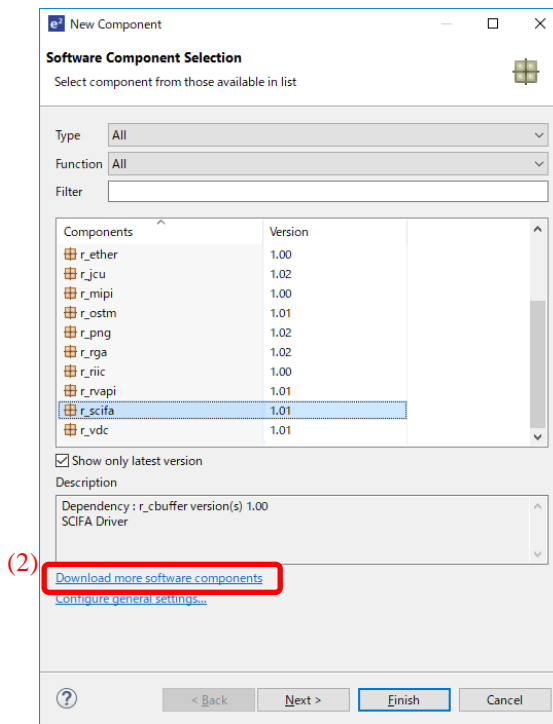 e² New Component
Software Component Selection
Select component from those available in list
Type All
Function All
Filter
Components Version
r_ether 1.00
r_jcu 1.02
r_mipi 1.00
r_ostm 1.01
r_png 1.02
r_rga 1.02
r_riic 1.00
r_rvapi 1.01
r_scifa 1.01
r_vdc 1.01
Show only latest version
Description
Dependency : r_cbuffer version(s) 1.00
SCIFA Driver
(2)
Download more software components
Configure general settings...
? < Back Next > Finish Cancel